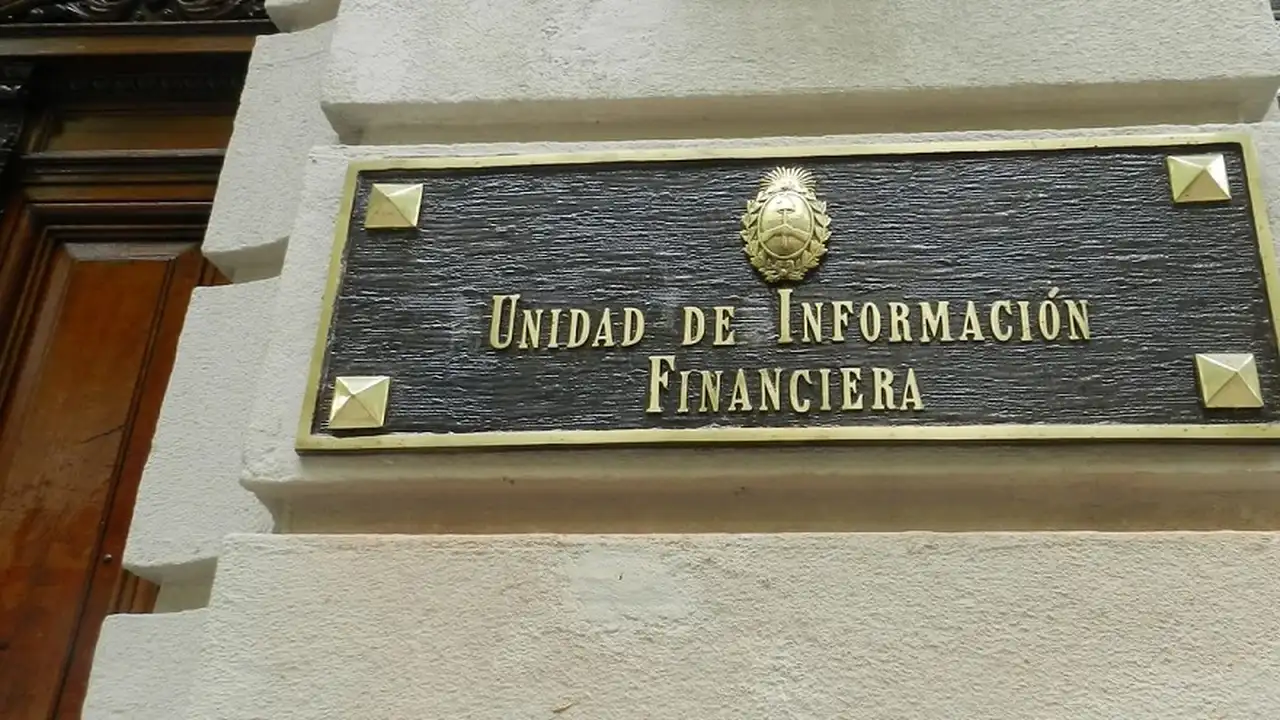 Unidad de Información
Financiera